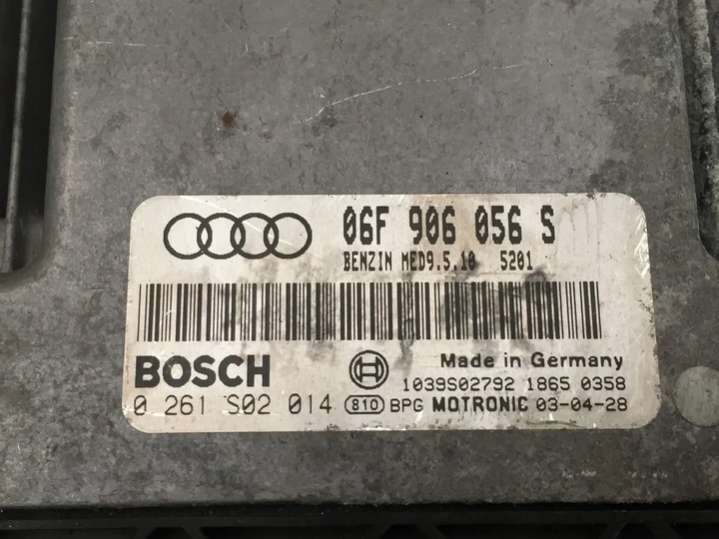 06F 906 056 S
BENZIN MED9.5.10 5201
BOSCH
Made in Germany
1039S02792 1865 0358
0 261 S02 014 810 BPG MOTRONIC 03-04-28